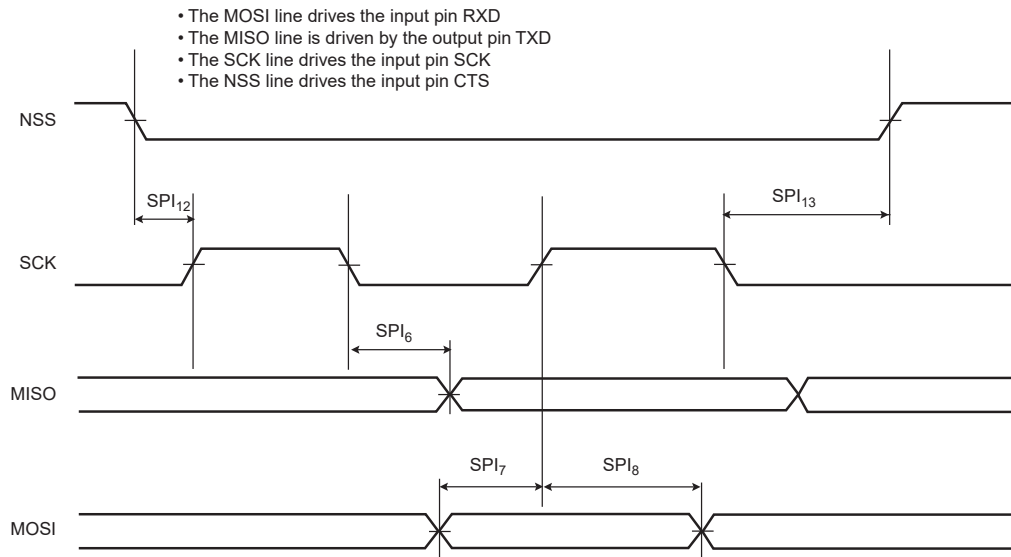 • The MOSI line drives the input pin RXD
• The MISO line is driven by the output pin TXD
• The SCK line drives the input pin SCK
• The NSS line drives the input pin CTS
NSS
SPI12
SPI13
SCK
SPI6
MISO
SPI7
SPI8
MOSI